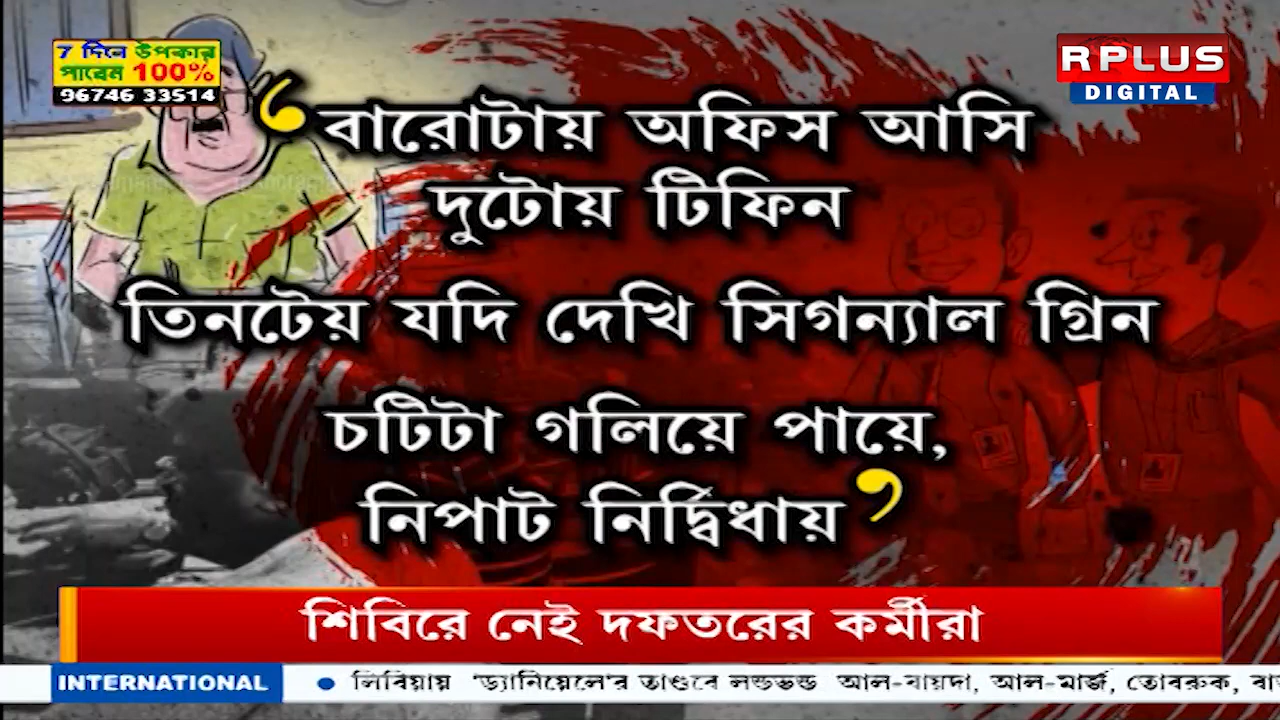 7 দিনে উপকার
পাবেন 100%
96746 33514
RPLUS
DIGITAL
‘ বারোটায় অফিস আসি
দুটোয় টিফিন
তিনটেয় যদি দেখি সিগন্যাল গ্রিন
চটিটা গলিয়ে পায়ে,
নিপাট নির্দ্বিধায় ’
শিবিরে নেই দফতরের কর্মীরা
INTERNATIONAL
• লিবিয়ায় ‘ড্যানিয়েলে’র তাণ্ডবে লন্ডভন্ড আল-বায়দা, আল-মার্জ, তোবরুক,